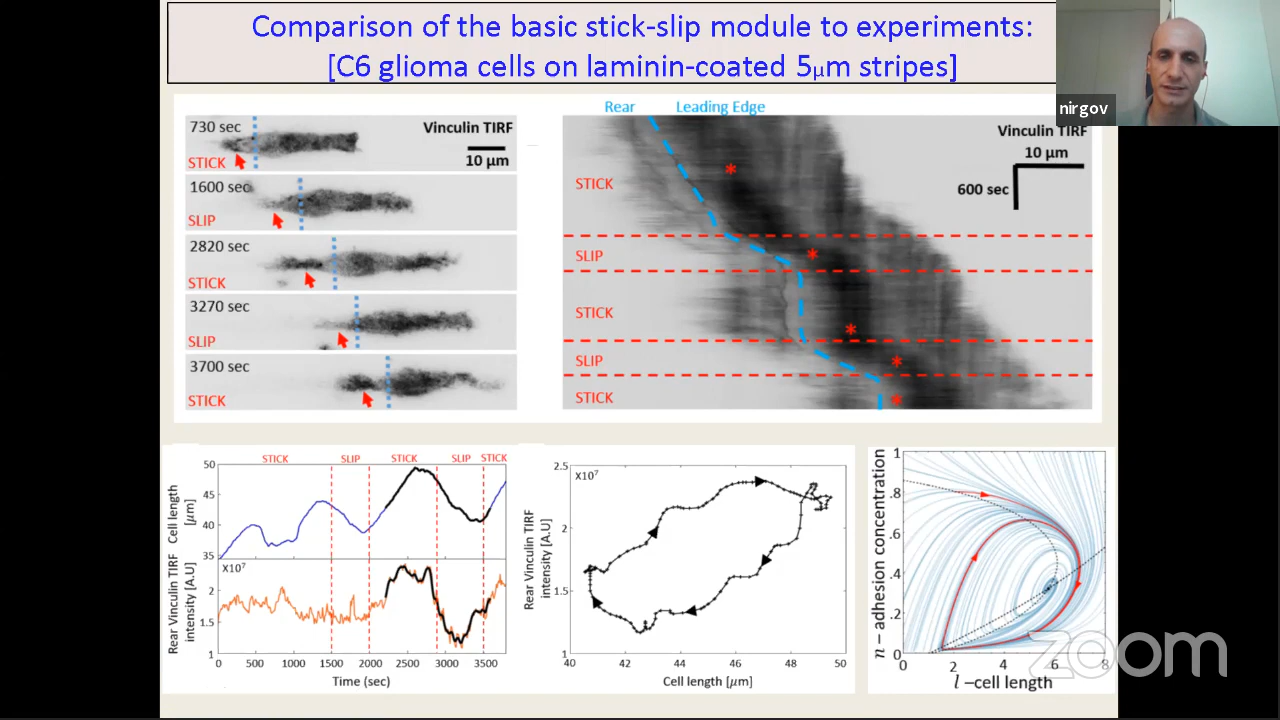 Comparison of the basic stick-slip module to experiments:
[C6 glioma cells on laminin-coated 5μm stripes]
nirgov
730 sec
Vinculin TIRF
10 μm
STICK
1600 sec
SLIP
2820 sec
STICK
3270 sec
SLIP
3700 sec
STICK
Rear Leading Edge
Vinculin TIRF
10 μm
600 sec
STICK
*
SLIP
*
STICK
*
SLIP
*
STICK
*
STICK SLIP STICK SLIP STICK
Cell length
[μm]
50
45
40
35
Rear Vinculin TIRF
intensity [A.U]
X10⁷
2
1.5
1
0 500 1000 1500 2000 2500 3000 3500
Time (sec)
Rear Vinculin TIRF
intensity [A.U]
X10⁷
2.5
2
1.5
1
40 42 44 46 48 50
Cell length [μm]
n – adhesion concentration
1
.8
.6
.4
.2
0
0 2 4 6 8
l –cell length
zoom